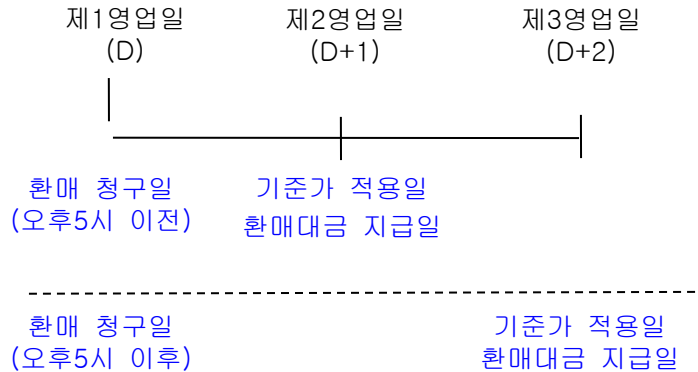 제1영업일 제2영업일 제3영업일
(D) (D+1) (D+2)
환매 청구일 기준가 적용일
(오후5시 이전) 환매대금 지급일
환매 청구일 기준가 적용일
(오후5시 이후) 환매대금 지급일